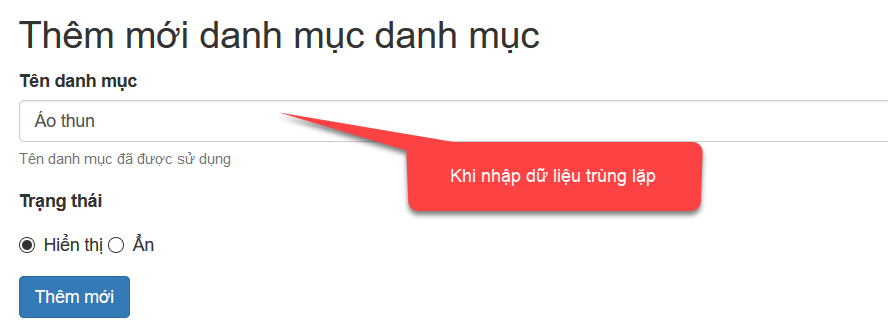 Thêm mới danh mục danh mục
Tên danh mục
Áo thun
Tên danh mục đã được sử dụng
Khi nhập dữ liệu trùng lặp
Trạng thái
Hiển thị Ẩn
Thêm mới